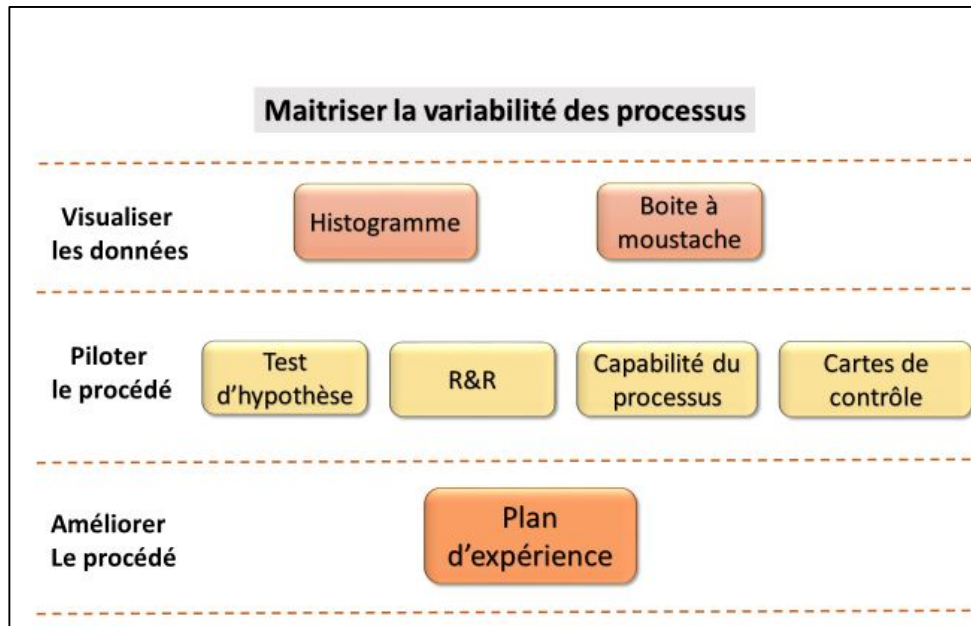 Maitriser la variabilité des processus
Visualiser
les données
Histogramme
Boite à
moustache
Piloter
le procédé
Test
d'hypothèse
R&R
Capabilité du
processus
Cartes de
contrôle
Améliorer
Le procédé
Plan
d'expérience